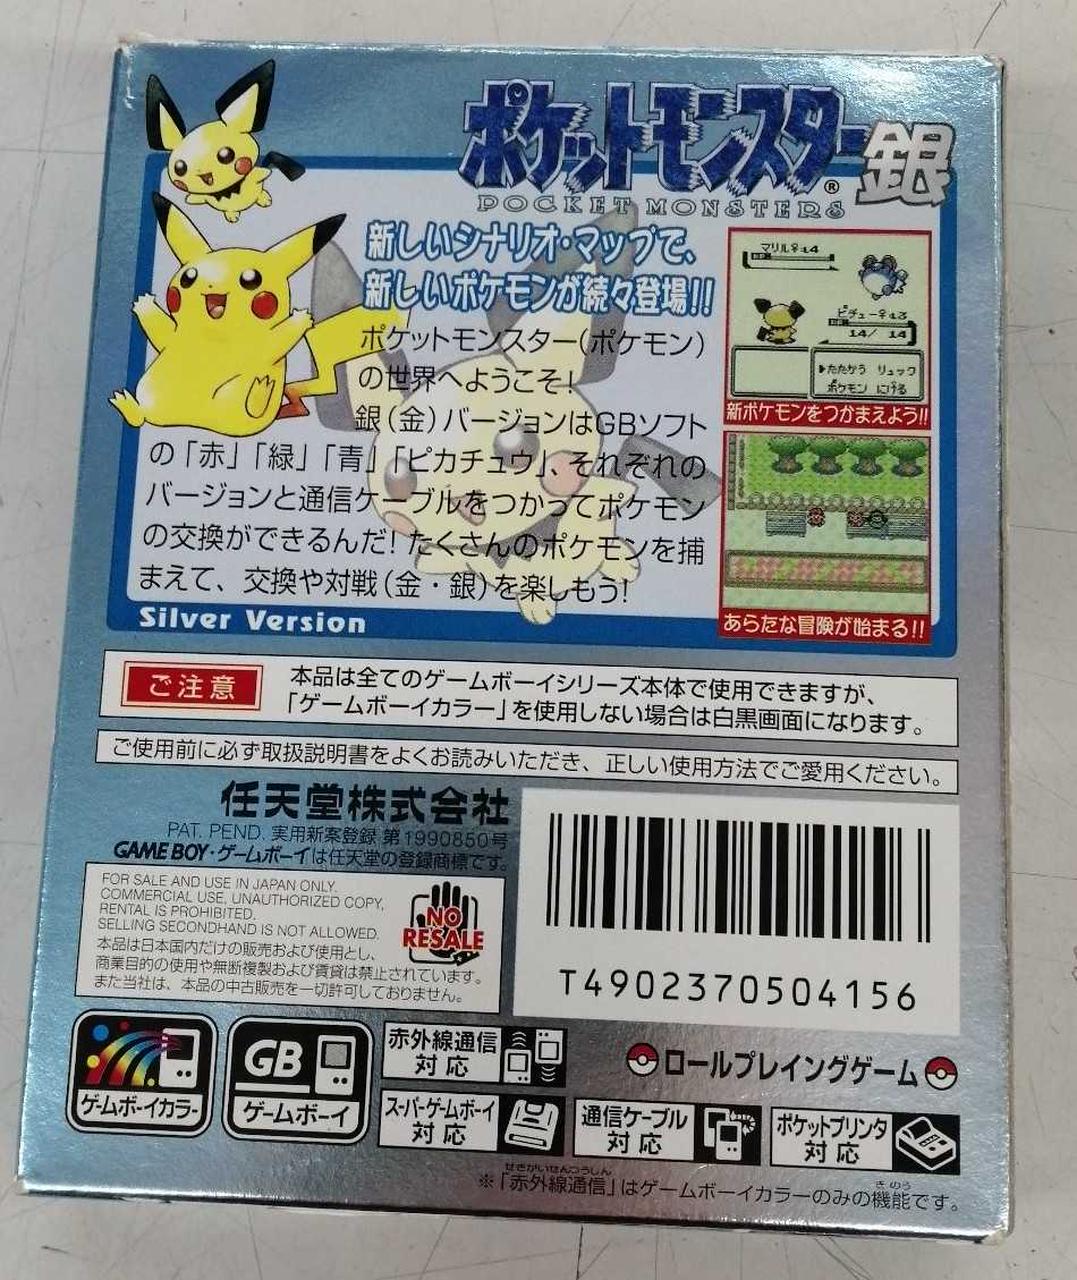 ポケットモンスター銀
®
POCKET MONSTERS
新しいシナリオ・マップで、
新しいポケモンが続々登場!!
ポケットモンスター(ポケモン)
の世界へようこそ!
銀(金)バージョンはGBソフト
の「赤」「緑」「青」「ピカチュウ」、それぞれの
バージョンと通信ケーブルをつかってポケモン
の交換ができるんだ! たくさんのポケモンを捕
まえて、交換や対戦(金・銀)を楽しもう!
Silver Version
マリル♀:L4
ピチュー♀:L3
14/ 14
▶たたかう リュック
ポケモン にげる
新ポケモンをつかまえよう!!
あらたな冒険が始まる!!
ご注意
本品は全てのゲームボーイシリーズ本体で使用できますが、
「ゲームボーイカラー」を使用しない場合は白黒画面になります。
ご使用前に必ず取扱説明書をよくお読みいただき、正しい使用方法でご愛用ください。
任天堂株式会社
PAT. PEND. 実用新案登録 第1990850号
GAME BOY・ゲームボーイは任天堂の登録商標です。
FOR SALE AND USE IN JAPAN ONLY.
COMMERCIAL USE, UNAUTHORIZED COPY,
RENTAL IS PROHIBITED.
SELLING SECONDHAND IS NOT ALLOWED.
本品は日本国内だけの販売および使用とし、
商業目的の使用や無断複製および賃貸は禁止されています。
また当社は、本品の中古販売を一切許可しておりません。
NO
RESALE
T4902370504156
ゲームボーイカラー
GB
ゲームボーイ
赤外線通信
対応
ロールプレイングゲーム
スーパーゲームボーイ
対応
通信ケーブル
対応
ポケットプリンタ
対応
せきがいせんつうしん
きのう
※「赤外線通信」はゲームボーイカラーのみの機能です。